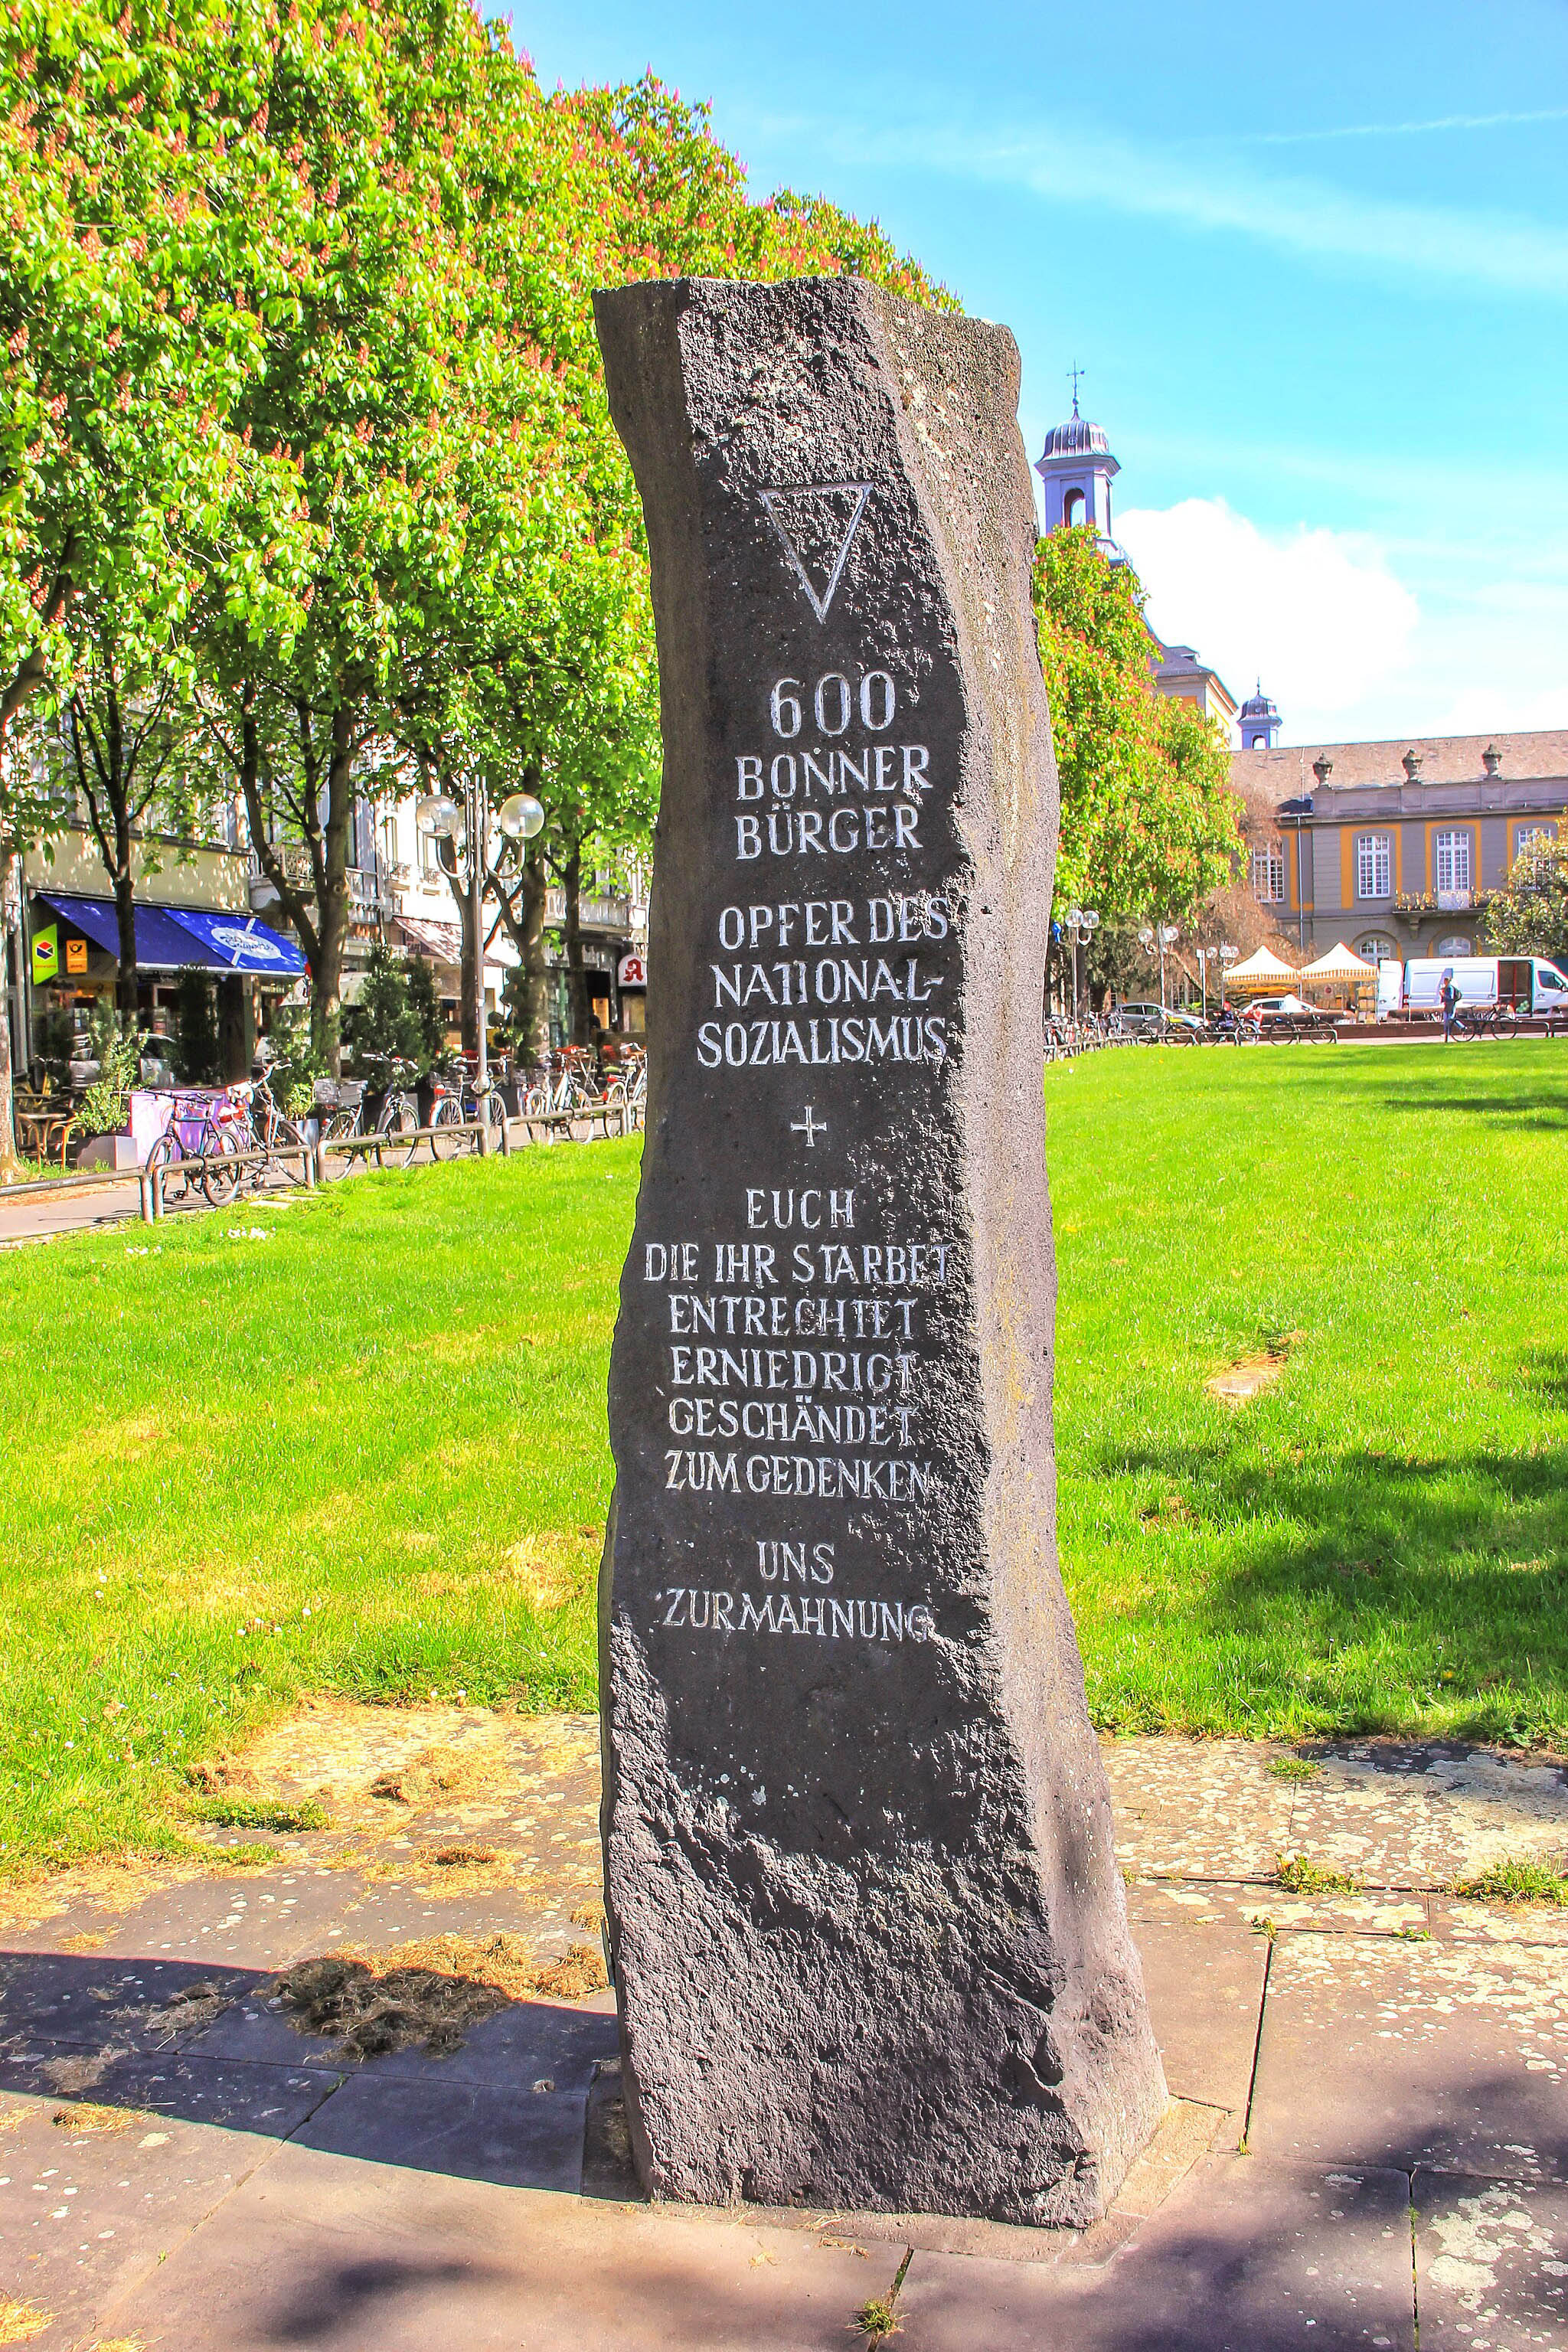 600
BONNER
BÜRGER
OPFER DES
NATIONAL-
SOZIALISMUS
+
EUCH
DIE IHR STARBET
ENTRECHTET
ERNIEDRIGT
GESCHÄNDET
ZUM GEDENKEN
UNS
ZUR MAHNUNG